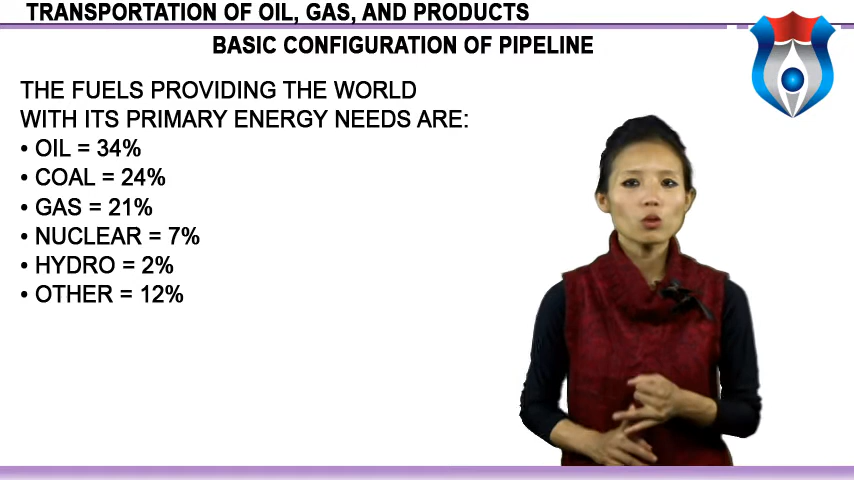 TRANSPORTATION OF OIL, GAS, AND PRODUCTS
BASIC CONFIGURATION OF PIPELINE
THE FUELS PROVIDING THE WORLD
WITH ITS PRIMARY ENERGY NEEDS ARE:
• OIL = 34%
• COAL = 24%
• GAS = 21%
• NUCLEAR = 7%
• HYDRO = 2%
• OTHER = 12%